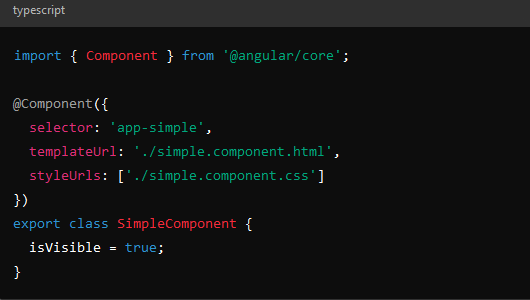 typescript
import { Component } from '@angular/core';
@Component({
  selector: 'app-simple',
  templateUrl: './simple.component.html',
  styleUrls: ['./simple.component.css']
})
export class SimpleComponent {
  isVisible = true;
}